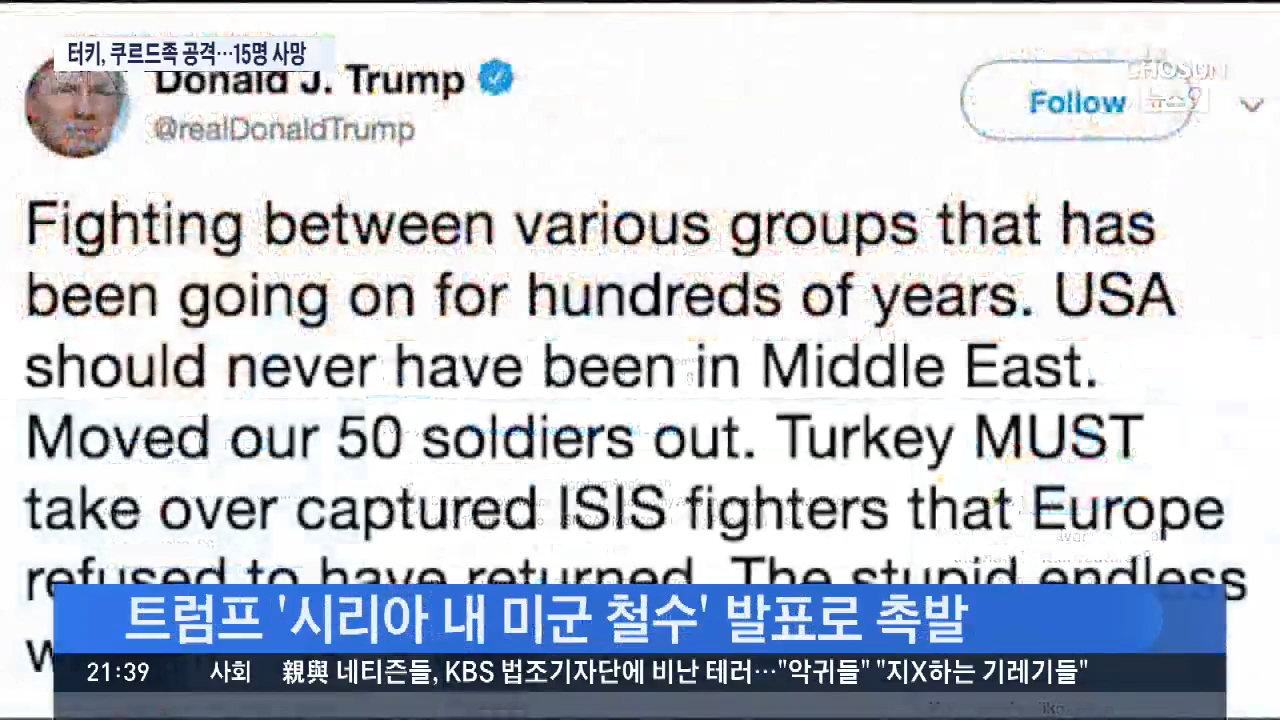 터키, 쿠르드족 공격…15명 사망
Donald J. Trump
@realDonaldTrump
Follow
CHOSUN
뉴스9
Fighting between various groups that has
been going on for hundreds of years. USA
should never have been in Middle East.
Moved our 50 soldiers out. Turkey MUST
take over captured ISIS fighters that Europe
refused to have returned. The stupid endless
트럼프 '시리아 내 미군 철수' 발표로 촉발
21:39 사회 親與 네티즌들, KBS 법조기자단에 비난 테러…"악귀들" "지X하는 기레기들"